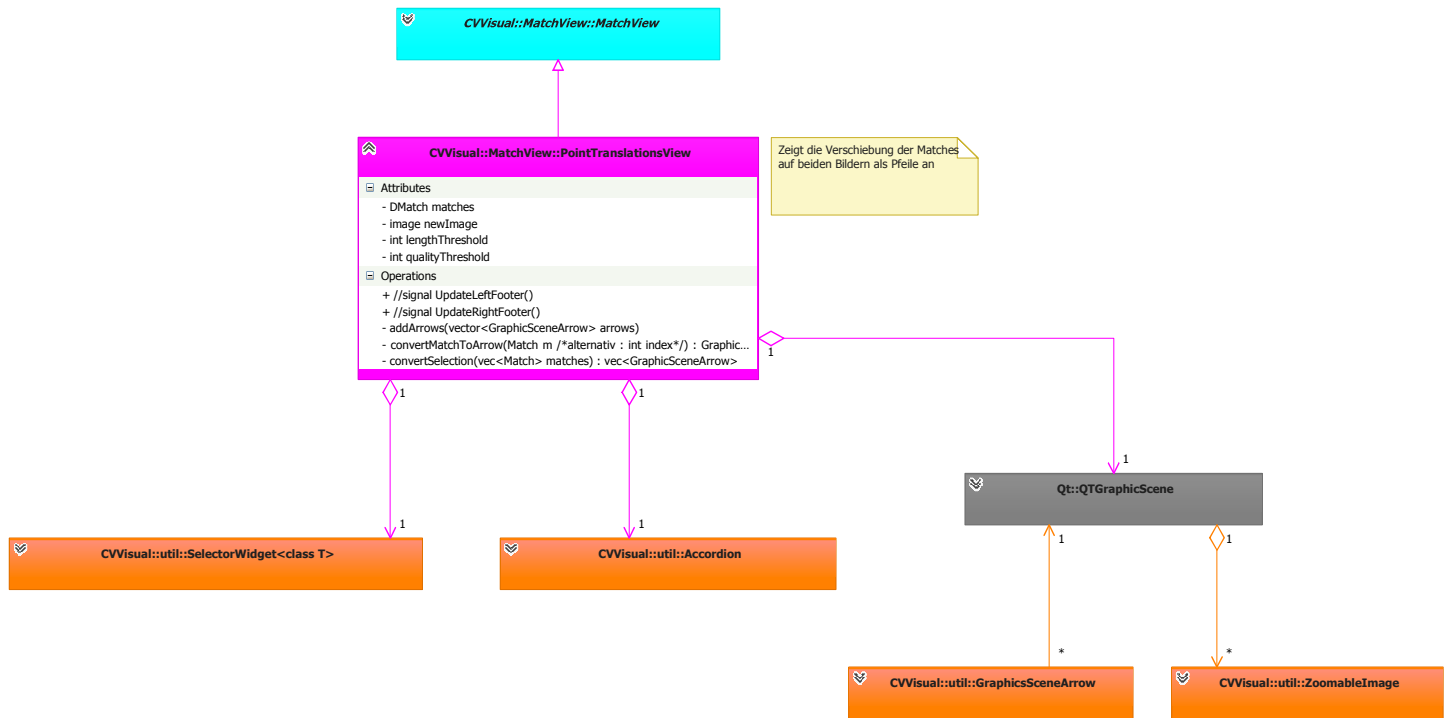 CVVisual::MatchView::MatchView
CVVisual::MatchView::PointTranslationsView
Zeigt die Verschiebung der Matches
auf beiden Bildern als Pfeile an
Attributes
- DMatch matches
- image newImage
- int lengthThreshold
- int qualityThreshold
Operations
+ //signal UpdateLeftFooter()
+ //signal UpdateRightFooter()
- addArrows(vector<GraphicSceneArrow> arrows)
- convertMatchToArrow(Match m /*alternativ : int index*/) : Graphic...
- convertSelection(vec<Match> matches) : vec<GraphicSceneArrow>
1
1
1
1
Qt::QTGraphicScene
1
1
CVVisual::util::SelectorWidget<class T>
CVVisual::util::Accordion
1
1
*
*
CVVisual::util::GraphicsSceneArrow
CVVisual::util::ZoomableImage